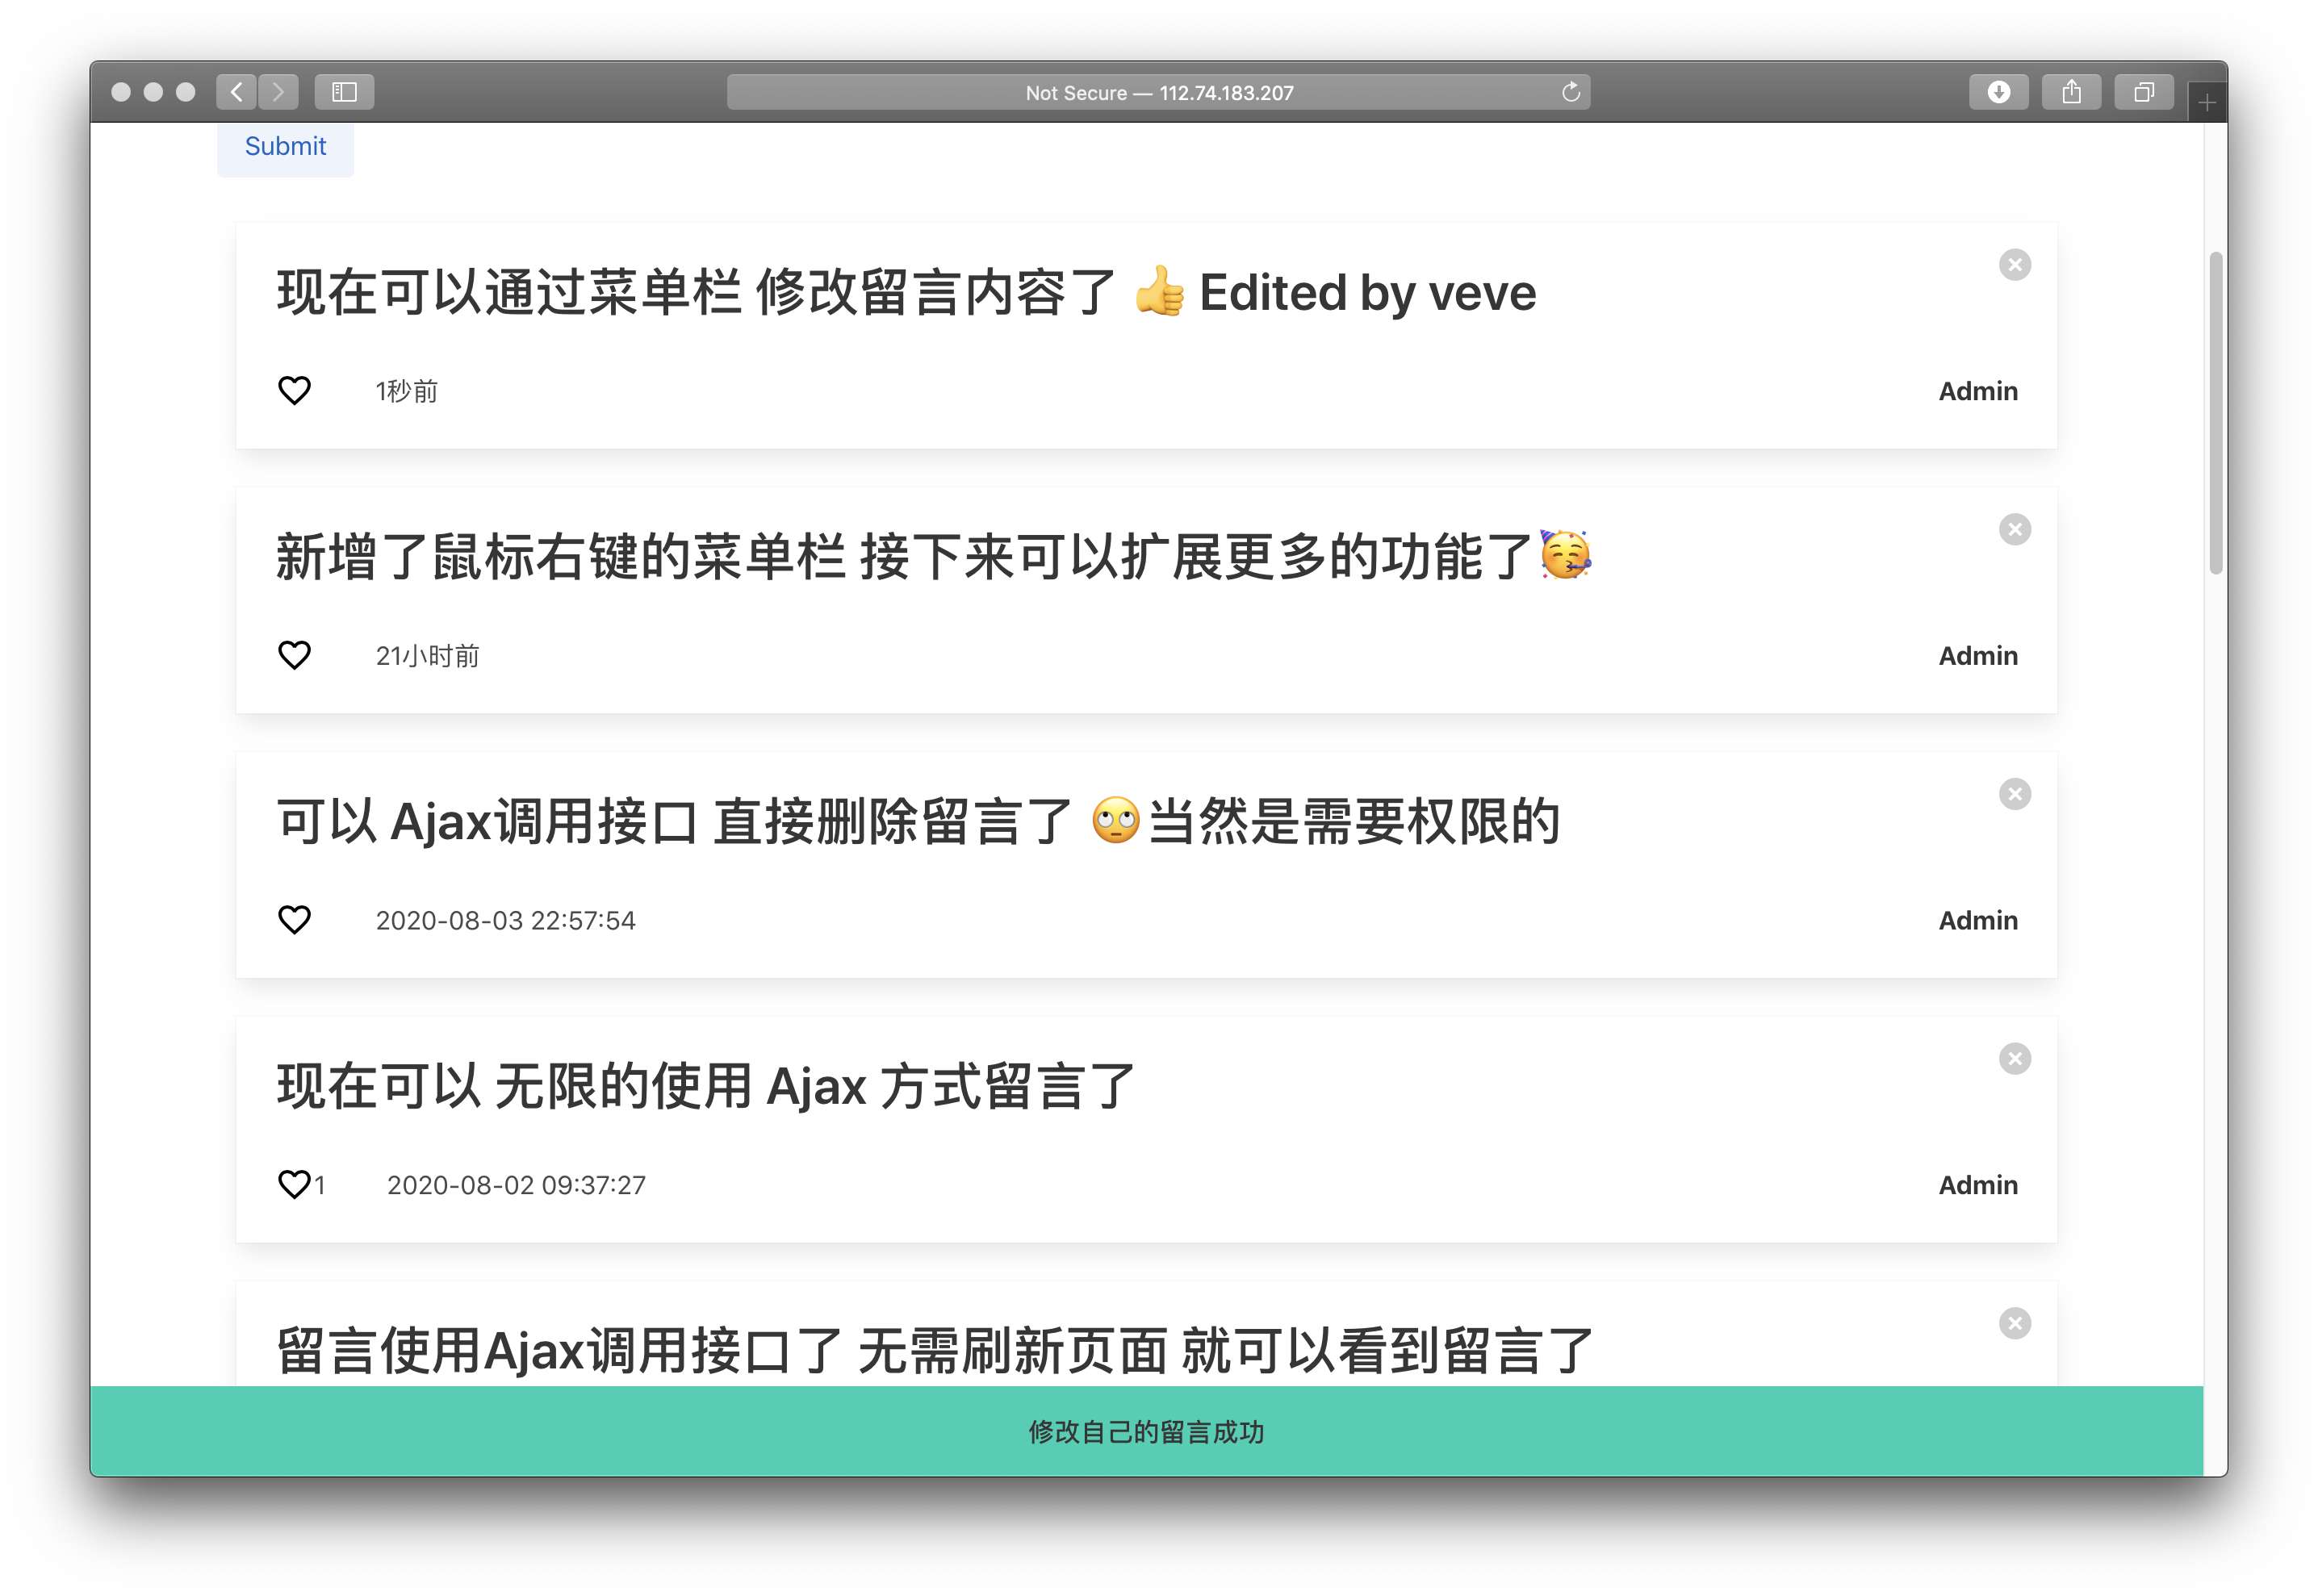 Not Secure — 112.74.183.207
Submit
现在可以通过菜单栏 修改留言内容了 👍 Edited by veve
1秒前
Admin
新增了鼠标右键的菜单栏 接下来可以扩展更多的功能了🥳
21小时前
Admin
可以 Ajax调用接口 直接删除留言了 🙄当然是需要权限的
2020-08-03 22:57:54
Admin
现在可以 无限的使用 Ajax 方式留言了
1 2020-08-02 09:37:27
Admin
留言使用Ajax调用接口了 无需刷新页面 就可以看到留言了
修改自己的留言成功